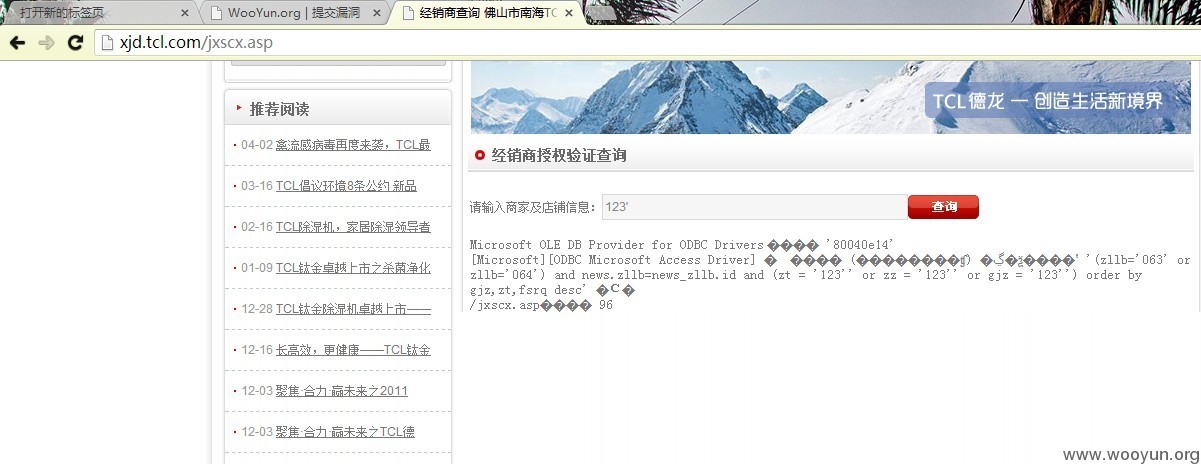 打开新的标签页
WooYun.org | 提交漏洞
经销商查询 佛山市南海TC
xjd.tcl.com/jxscx.asp
推荐阅读
04-02 禽流感病毒再度来袭，TCL最
03-16 TCL倡议环境8条公约 新品
02-16 TCL除湿机，家居除湿领导者
01-09 TCL钛金卓越上市之杀菌净化
12-28 TCL钛金除湿机卓越上市——
12-16 长高效，更健康——TCL钛金
12-03 聚焦·合力·赢未来之2011
12-03 聚焦·合力·赢未来之TCL德
TCL德龙 — 创造生活新境界
经销商授权验证查询
请输入商家及店铺信息：
123'
查询
Microsoft OLE DB Provider for ODBC Drivers���� '80040e14'
[Microsoft][ODBC Microsoft Access Driver] '(zllb='063' or
zllb='064') and news.zllb=news_zllb.id and (zt = '123'' or zz = '123'' or gjz = '123'') order by
gjz,zt,fsrq desc'
/jxscx.asp���� 96
www.wooyun.org